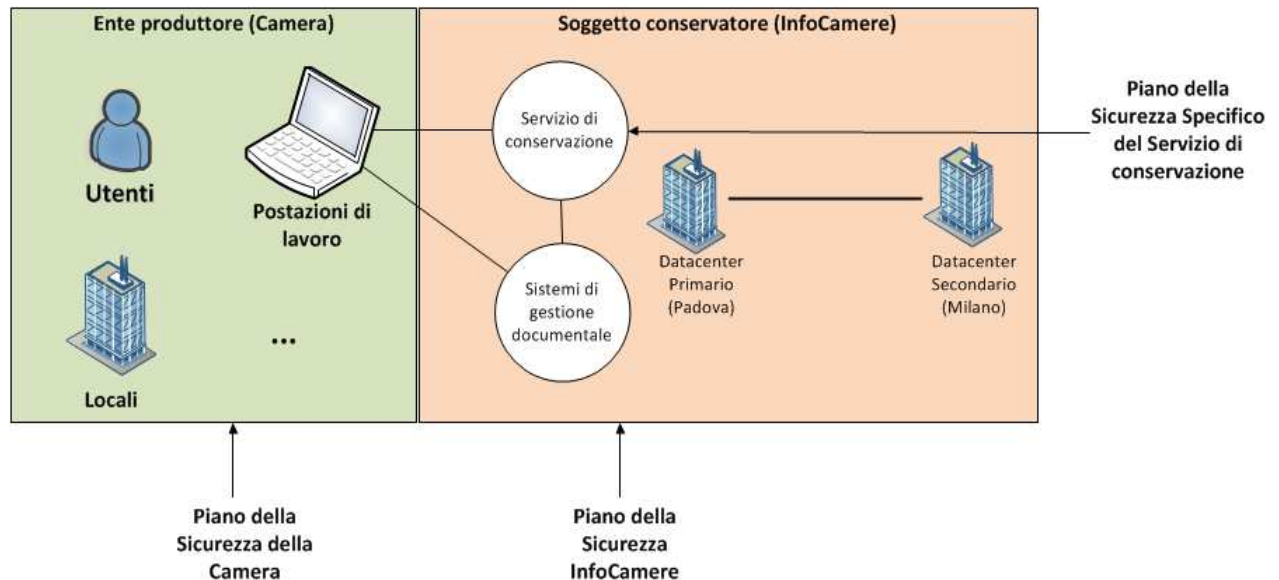 Ente produttore (Camera)
Soggetto conservatore (InfoCamere)
Utenti
Postazioni di
lavoro
Locali
...
Servizio di
conservazione
Sistemi di
gestione
documentale
Datacenter
Primario
(Padova)
Datacenter
Secondario
(Milano)
Piano della
Sicurezza Specifico
del Servizio di
conservazione
Piano della
Sicurezza della
Camera
Piano della
Sicurezza
InfoCamere